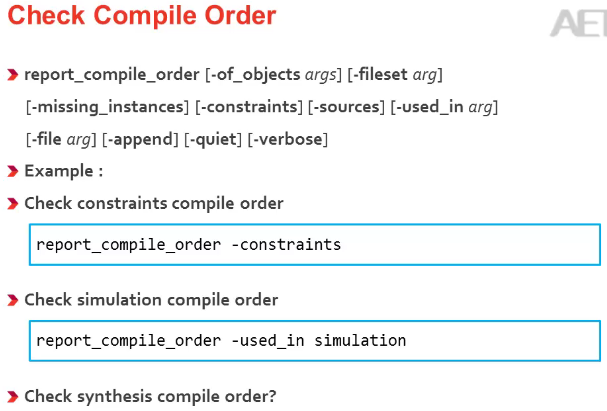 Check Compile Order
AE
report_compile_order [-of_objects args] [-fileset arg]
[-missing_instances] [-constraints] [-sources] [-used_in arg]
[-file arg] [-append] [-quiet] [-verbose]
Example :
Check constraints compile order
report_compile_order -constraints
Check simulation compile order
report_compile_order -used_in simulation
Check synthesis compile order?